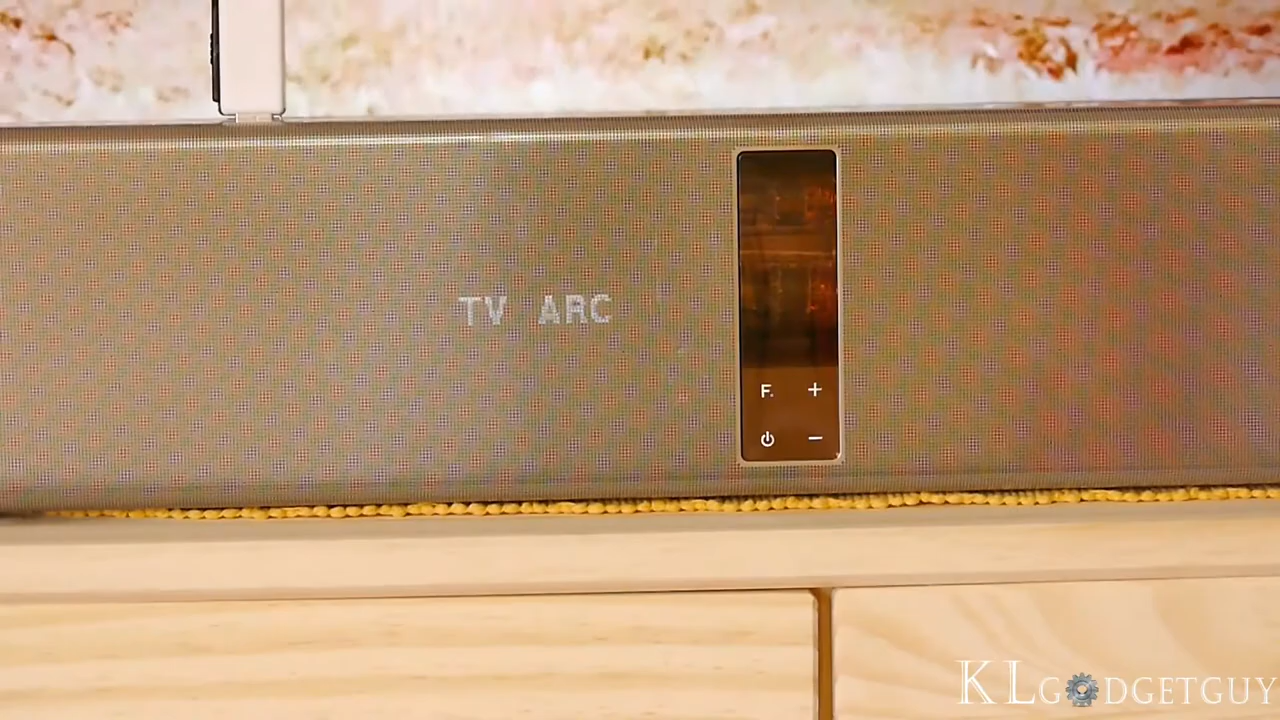 TV ARC
F. +
−
KLGADGETGUY